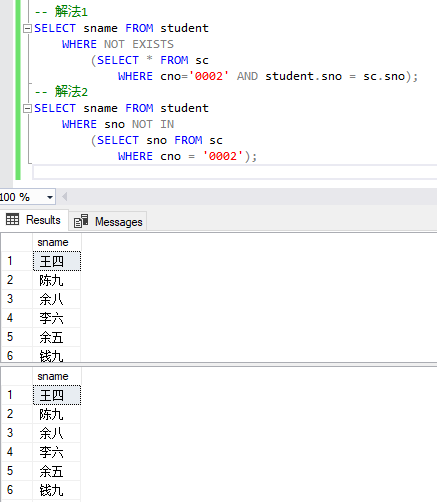 -- 解法1
SELECT sname FROM student
WHERE NOT EXISTS
(SELECT * FROM sc
WHERE cno='0002' AND student.sno = sc.sno);
-- 解法2
SELECT sname FROM student
WHERE sno NOT IN
(SELECT sno FROM sc
WHERE cno = '0002');
100 %
Results Messages
sname
1 王四
2 陈九
3 余八
4 李六
5 余五
6 钱九
sname
1 王四
2 陈九
3 余八
4 李六
5 余五
6 钱九